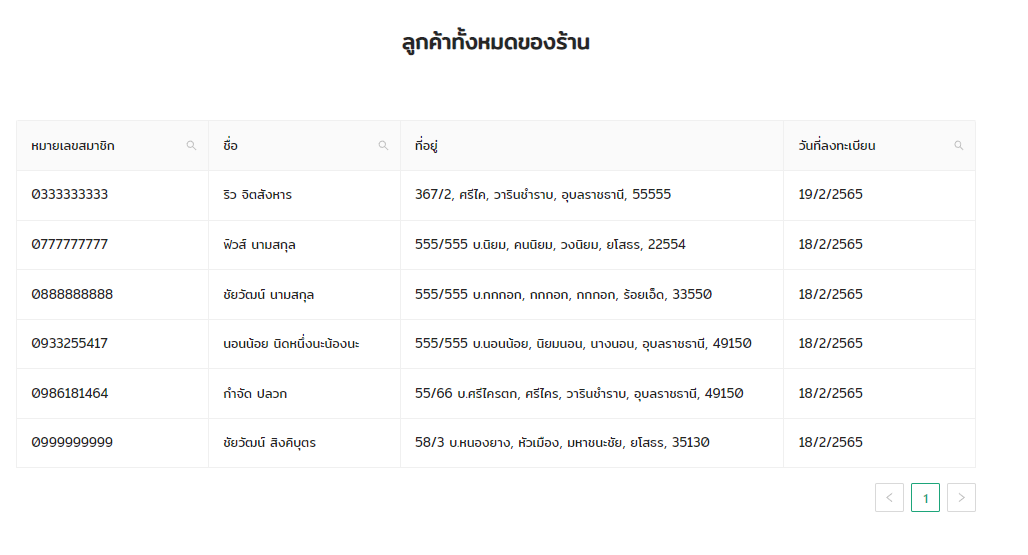 ลูกค้าทั้งหมดของร้าน
หมายเลขสมาชิก ชื่อ ที่อยู่ วันที่ลงทะเบียน
0333333333 ริว จิตสังหาร 367/2, ศรีไค, วารินชำราบ, อุบลราชธานี, 55555 19/2/2565
0777777777 ฟิวส์ นามสกุล 555/555 บ.นิยม, คนนิยม, วงนิยม, ยโสธร, 22554 18/2/2565
0888888888 ชัยวัฒน์ นามสกุล 555/555 บ.กกกอก, กกกอก, กกกอก, ร้อยเอ็ด, 33550 18/2/2565
0933255417 นอนน้อย นิดหนึ่งนะน้องนะ 555/555 บ.นอนน้อย, นิยมนอน, นางนอน, อุบลราชธานี, 49150 18/2/2565
0986181464 กำจัด ปลวก 55/66 บ.ศรีไครตก, ศรีไคร, วารินชำราบ, อุบลราชธานี, 49150 18/2/2565
0999999999 ชัยวัฒน์ สิงคิบุตร 58/3 บ.หนองยาง, หัวเมือง, มหาชนะชัย, ยโสธร, 35130 18/2/2565
1